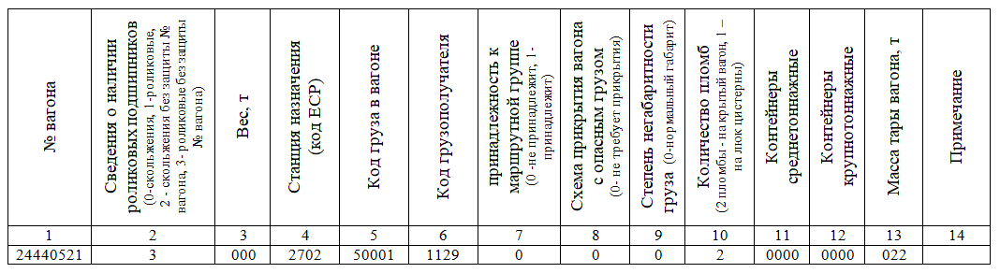 № вагона
Сведения о наличии
роликовых подшипников
(0-скольжения, 1-роликовые,
2 - скольжения без защиты №
вагона, 3- роликовые без защиты
№ вагона)
Вес, т
Станция назначения
(код ЕСР)
Код груза в вагоне
Код грузополучателя
принадлежность к
маршрутной группе
(0 -не принадлежит, 1-
принадлежит)
Схема прикрытия вагона
с опасным грузом
(0- не требует прикрытия)
Степень негабаритности
груза (0-нормальный габарит)
Количество пломб
(2 пломбы - на крытый вагон, 1 –
на люк цистерны)
Контейнеры
среднетоннажные
Контейнеры
крупнотоннажные
Масса тары вагона, т
Примечание
1 2 3 4 5 6 7 8 9 10 11 12 13 14
24440521 3 000 2702 50001 1129 0 0 0 2 0000 0000 022